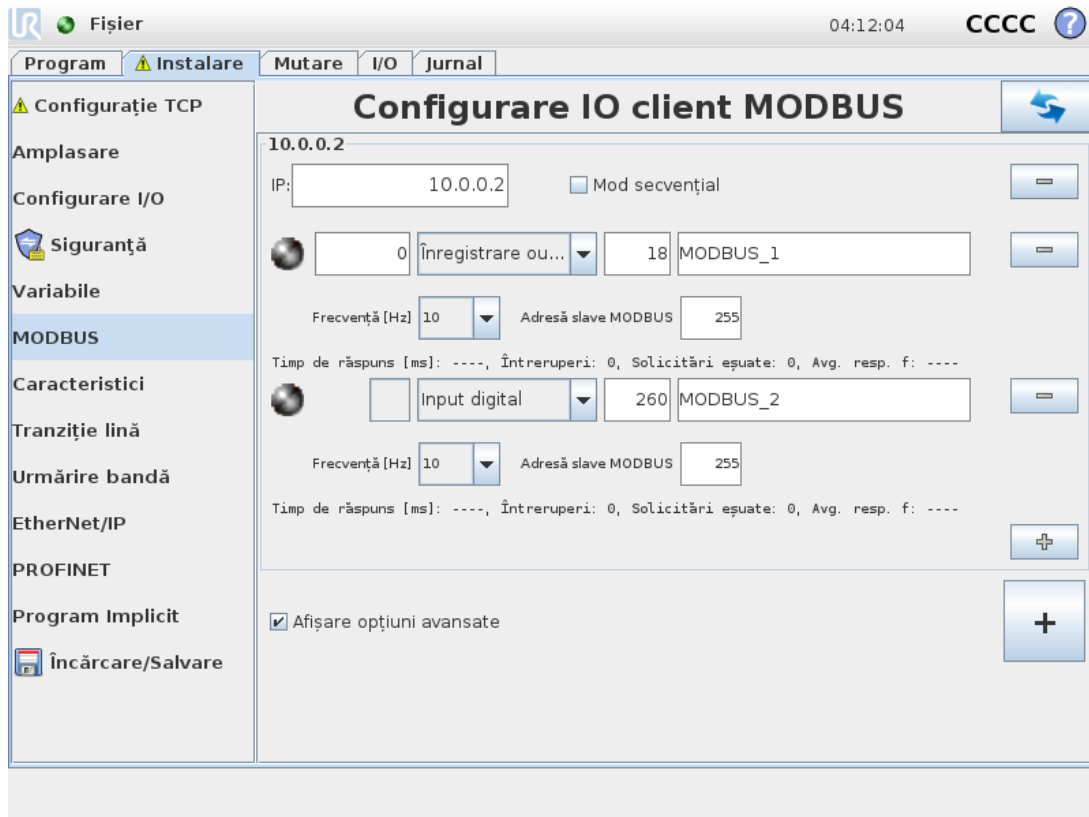 UR Fișier 04:12:04 CCCC ?
Program Instalare Mutare I/O Jurnal
Configurație TCP
Amplasare
Configurare I/O
Siguranță
Variabile
MODBUS
Caracteristici
Tranziție lină
Urmărire bandă
EtherNet/IP
PROFINET
Program Implicit
Încărcare/Salvare
Configurare IO client MODBUS
10.0.0.2
IP: 10.0.0.2 Mod secvențial
0 Înregistrare ou... 18 MODBUS_1
Frecvență [Hz] 10 Adresă slave MODBUS 255
Timp de răspuns [ms]: ----, Întreruperi: 0, Solicitări eșuate: 0, Avg. resp. f: ----
Input digital 260 MODBUS_2
Frecvență [Hz] 10 Adresă slave MODBUS 255
Timp de răspuns [ms]: ----, Întreruperi: 0, Solicitări eșuate: 0, Avg. resp. f: ----
Afișare opțiuni avansate